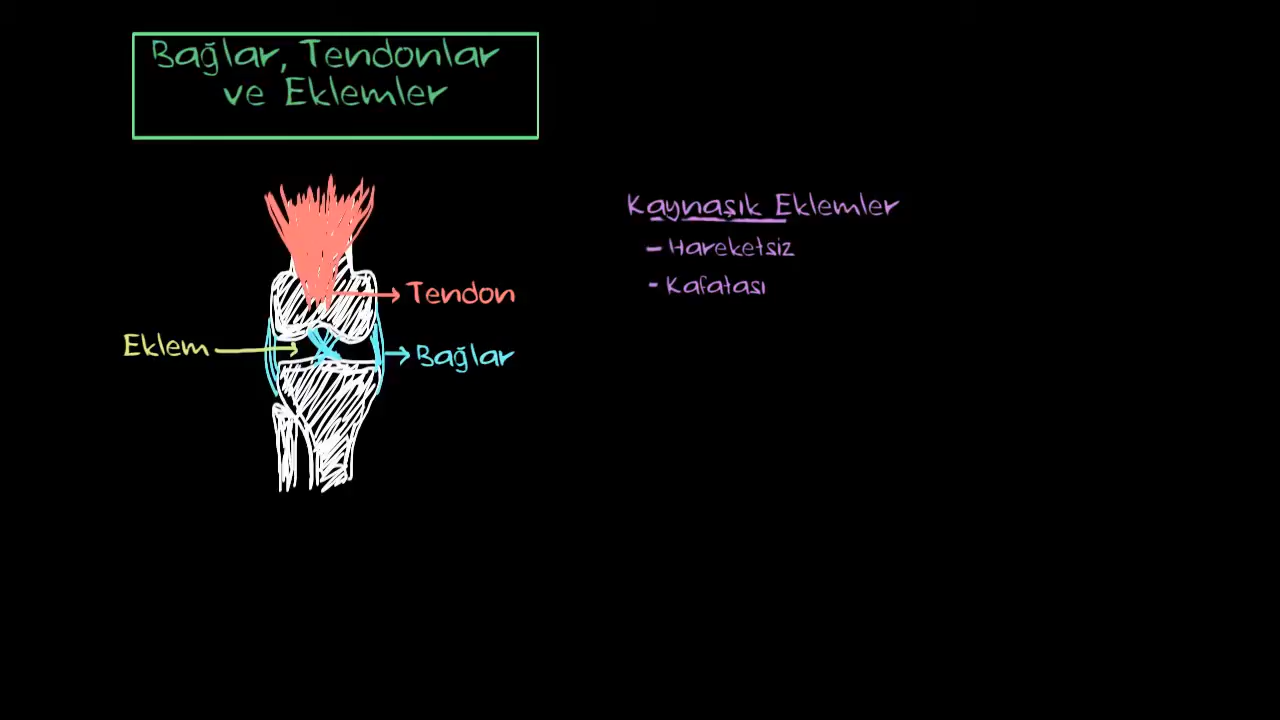 Bağlar, Tendonlar
ve Eklemler
Kaynaşık Eklemler
- Hareketsiz
- Kafatası
Tendon
Eklem
Bağlar